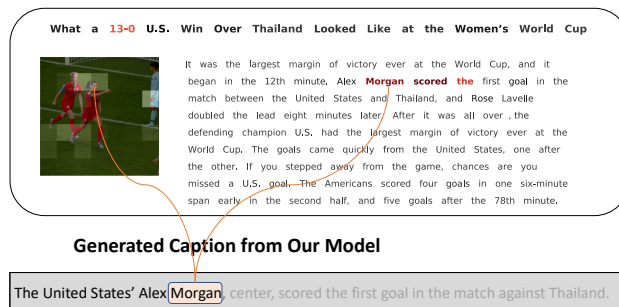 What a 13-0 U.S. Win Over Thailand Looked Like at the Women's World Cup
It was the largest margin of victory ever at the World Cup, and it
began in the 12th minute. Alex Morgan scored the first goal in the
match between the United States and Thailand, and Rose Lavelle
doubled the lead eight minutes later. After it was all over , the
defending champion U.S. had the largest margin of victory ever at the
World Cup. The goals came quickly from the United States, one after
the other. If you stepped away from the game, chances are you
missed a U.S. goal. The Americans scored four goals in one six-minute
span early in the second half, and five goals after the 78th minute.
Generated Caption from Our Model
The United States' Alex Morgan, center, scored the first goal in the match against Thailand.